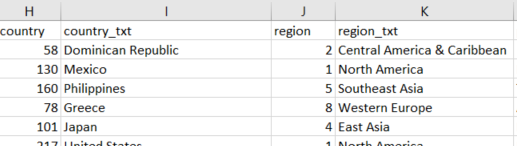 H I J K
country country_txt region region_txt
58 Dominican Republic 2 Central America & Caribbean
130 Mexico 1 North America
160 Philippines 5 Southeast Asia
78 Greece 8 Western Europe
101 Japan 4 East Asia
217 United States 1 North America